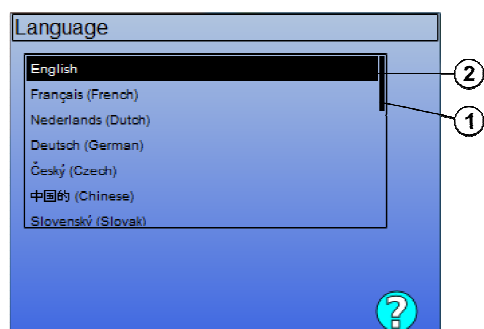 Language
English
Français (French)
Nederlands (Dutch)
Deutsch (German)
Český (Czech)
中国的 (Chinese)
Slovenský (Slovak)
2
1
?